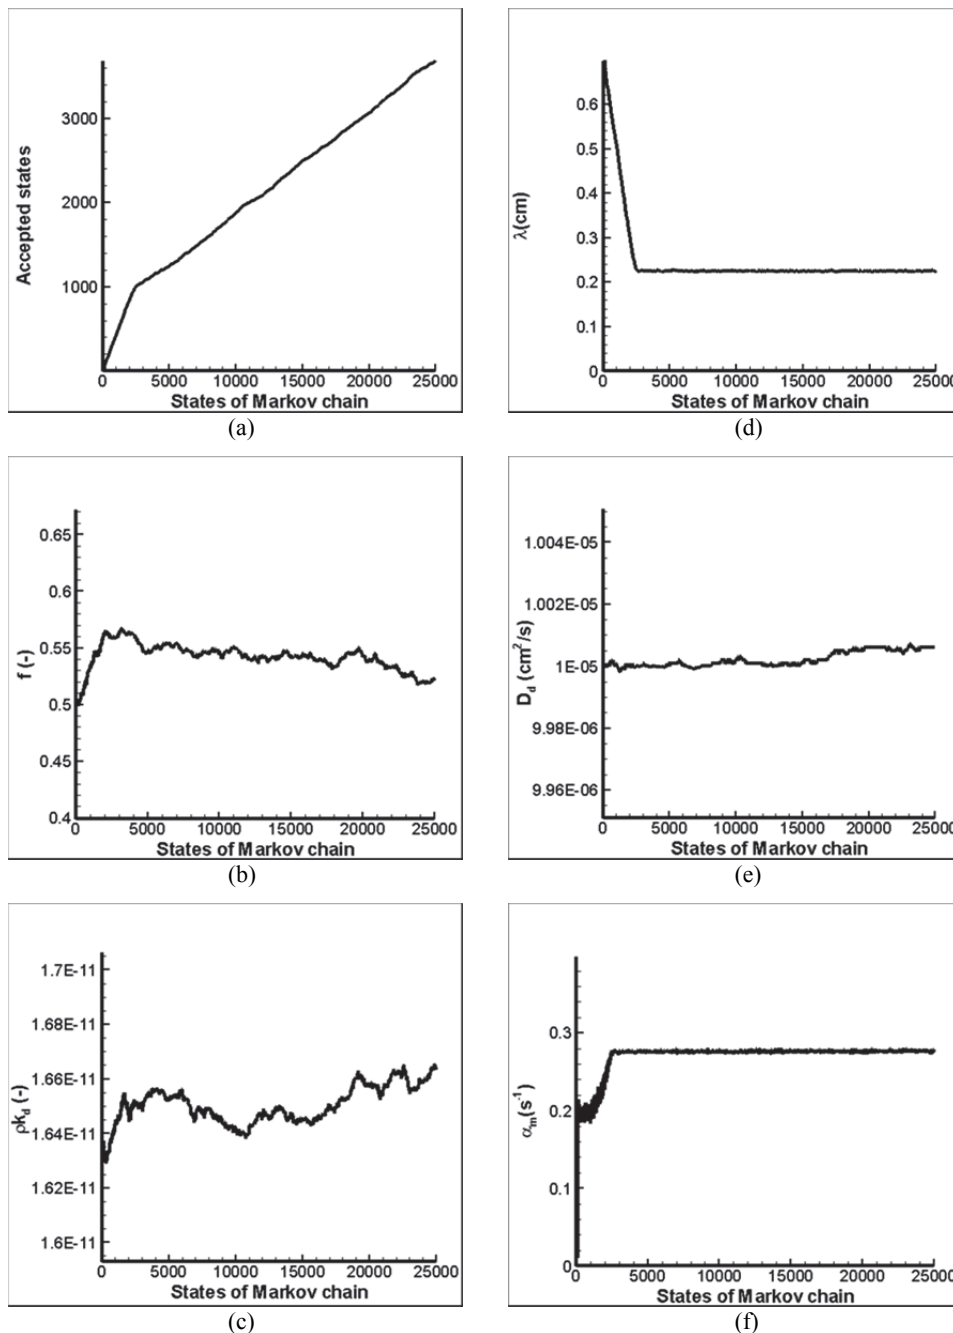 3000
2000
1000
Accepted states
0 5000 10000 15000 20000 25000
States of Markov chain
(a)
0.6
0.5
0.4
0.3
0.2
0.1
0
λ(cm)
0 5000 10000 15000 20000 25000
States of Markov chain
(d)
0.65
0.6
0.55
0.5
0.45
0.4
f (-)
0 5000 10000 15000 20000 25000
States of Markov chain
(b)
1.004E-05
1.002E-05
1E-05
9.98E-06
9.96E-06
D_d (cm²/s)
0 5000 10000 15000 20000 25000
States of Markov chain
(e)
1.7E-11
1.68E-11
1.66E-11
1.64E-11
1.62E-11
1.6E-11
ρk_d (-)
0 5000 10000 15000 20000 25000
States of Markov chain
(c)
0.3
0.2
0.1
0
α_m(s⁻¹)
0 5000 10000 15000 20000 25000
States of Markov chain
(f)